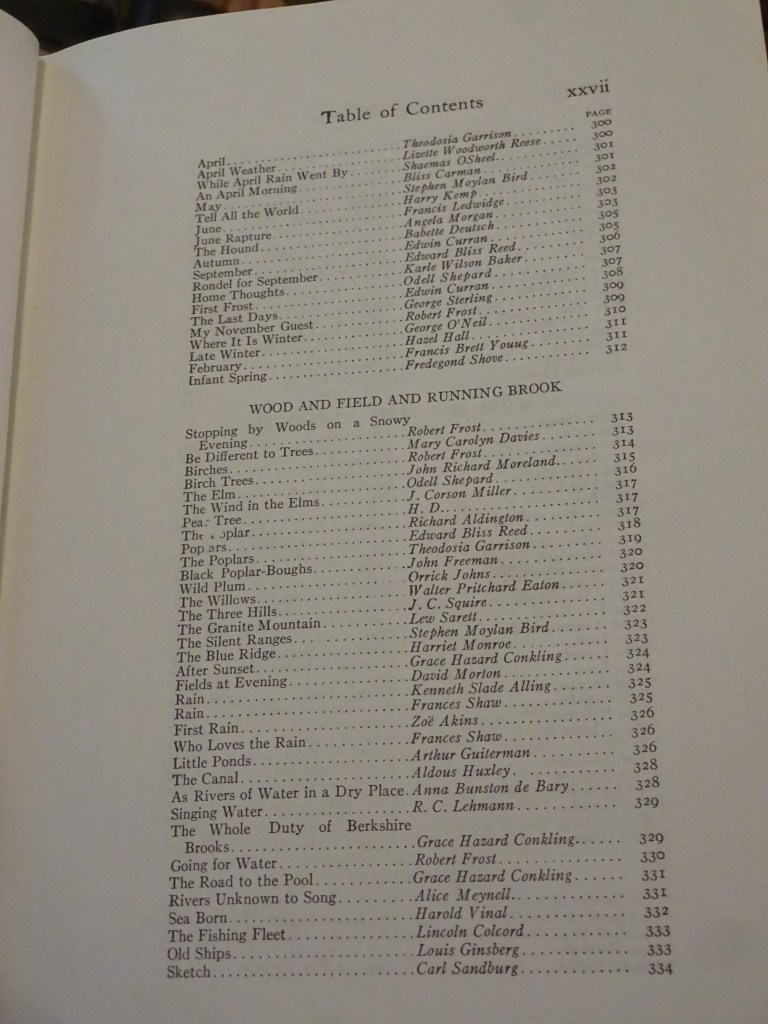 xxvii
Table of Contents
PAGE
April Theodosia Garrison 300
April Weather Lizette Woodworth Reese 300
While April Rain Went By Shaemas OSheel 301
An April Morning Bliss Carman 301
May Stephen Moylan Bird 302
Tell All the World Harry Kemp 302
June Francis Ledwidge 303
June Rapture Angela Morgan 303
The Hound Babette Deutsch 305
Autumn Edwin Curran 305
September Edward Bliss Reed 306
Rondel for September Karle Wilson Baker 307
Home Thoughts Odell Shepard 307
First Frost Edwin Curran 308
The Last Days George Sterling 309
My November Guest Robert Frost 309
Where It Is Winter George O'Neil 310
Late Winter Hazel Hall 311
February Francis Brett Youug 311
Infant Spring Fredegond Shove 312
WOOD AND FIELD AND RUNNING BROOK
Stopping by Woods on a Snowy
Evening Robert Frost 313
Be Different to Trees Mary Carolyn Davies 313
Birches Robert Frost 314
Birch Trees John Richard Moreland 315
The Elm Odell Shepard 316
The Wind in the Elms J. Corson Miller 317
Pear Tree H. D. 317
The Poplar Richard Aldington 317
Poplars Edward Bliss Reed 318
The Poplars Theodosia Garrison 319
Black Poplar-Boughs John Freeman 320
Wild Plum Orrick Johns 320
The Willows Walter Pritchard Eaton 321
The Three Hills J. C. Squire 321
The Granite Mountain Lew Sarett 322
The Silent Ranges Stephen Moylan Bird 323
The Blue Ridge Harriet Monroe 323
After Sunset Grace Hazard Conkling 324
Fields at Evening David Morton 324
Rain Kenneth Slade Alling 325
Rain Frances Shaw 325
First Rain Zoë Akins 326
Who Loves the Rain Frances Shaw 326
Little Ponds Arthur Guiterman 326
The Canal Aldous Huxley 328
As Rivers of Water in a Dry Place Anna Bunston de Bary 328
Singing Water R. C. Lehmann 329
The Whole Duty of Berkshire
Brooks Grace Hazard Conkling 329
Going for Water Robert Frost 330
The Road to the Pool Grace Hazard Conkling 331
Rivers Unknown to Song Alice Meynell 331
Sea Born Harold Vinal 332
The Fishing Fleet Lincoln Colcord 333
Old Ships Louis Ginsberg 333
Sketch Carl Sandburg 334